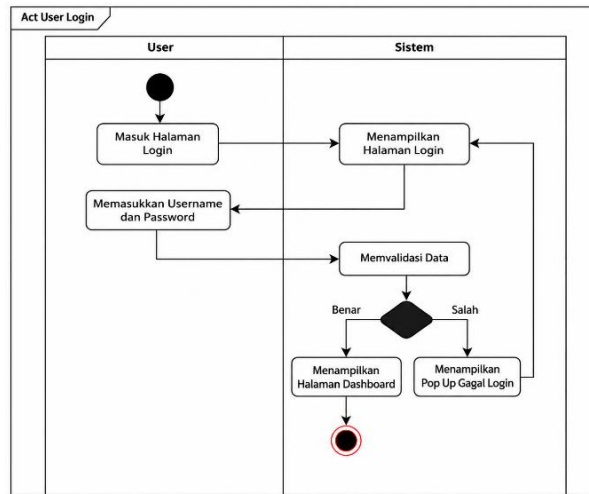 Act User Login
User
Sistem
Masuk Halaman
Login
Menampilkan
Halaman Login
Memasukkan Username
dan Password
Memvalidasi Data
Benar
Salah
Menampilkan
Halaman Dashboard
Menampilkan
Pop Up Gagal Login